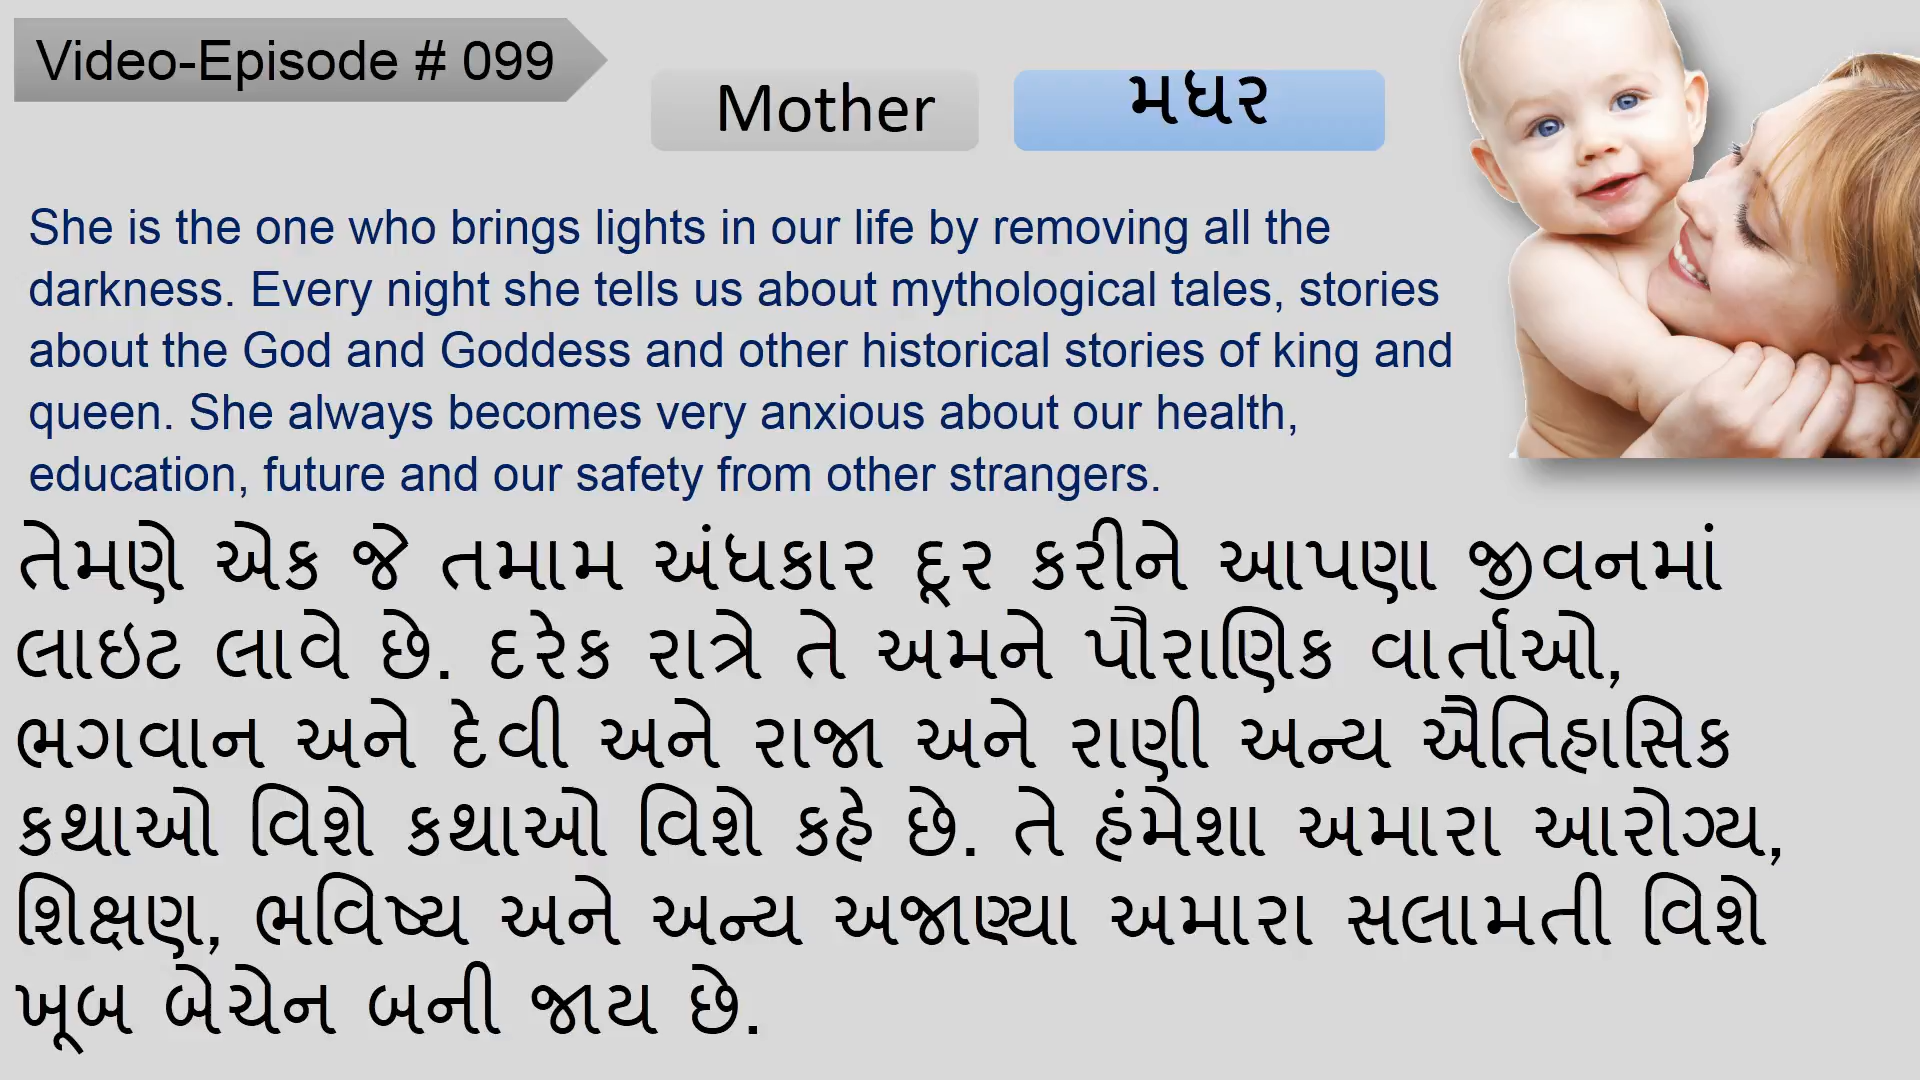 Video-Episode # 099
Mother
મધર
She is the one who brings lights in our life by removing all the
darkness. Every night she tells us about mythological tales, stories
about the God and Goddess and other historical stories of king and
queen. She always becomes very anxious about our health,
education, future and our safety from other strangers.
તેમણે એક જે તમામ અંધકાર દૂર કરીને આપણા જીવનમાં
લાઇટ લાવે છે. દરેક રાત્રે તે અમને પૌરાણિક વાર્તાઓ,
ભગવાન અને દેવી અને રાજા અને રાણી અન્ય ઐતિહાસિક
કથાઓ વિશે કથાઓ વિશે કહે છે. તે હંમેશા અમારા આરોગ્ય,
શિક્ષણ, ભવિષ્ય અને અન્ય અજાણ્યા અમારા સલામતી વિશે
ખૂબ બેચેન બની જાય છે.